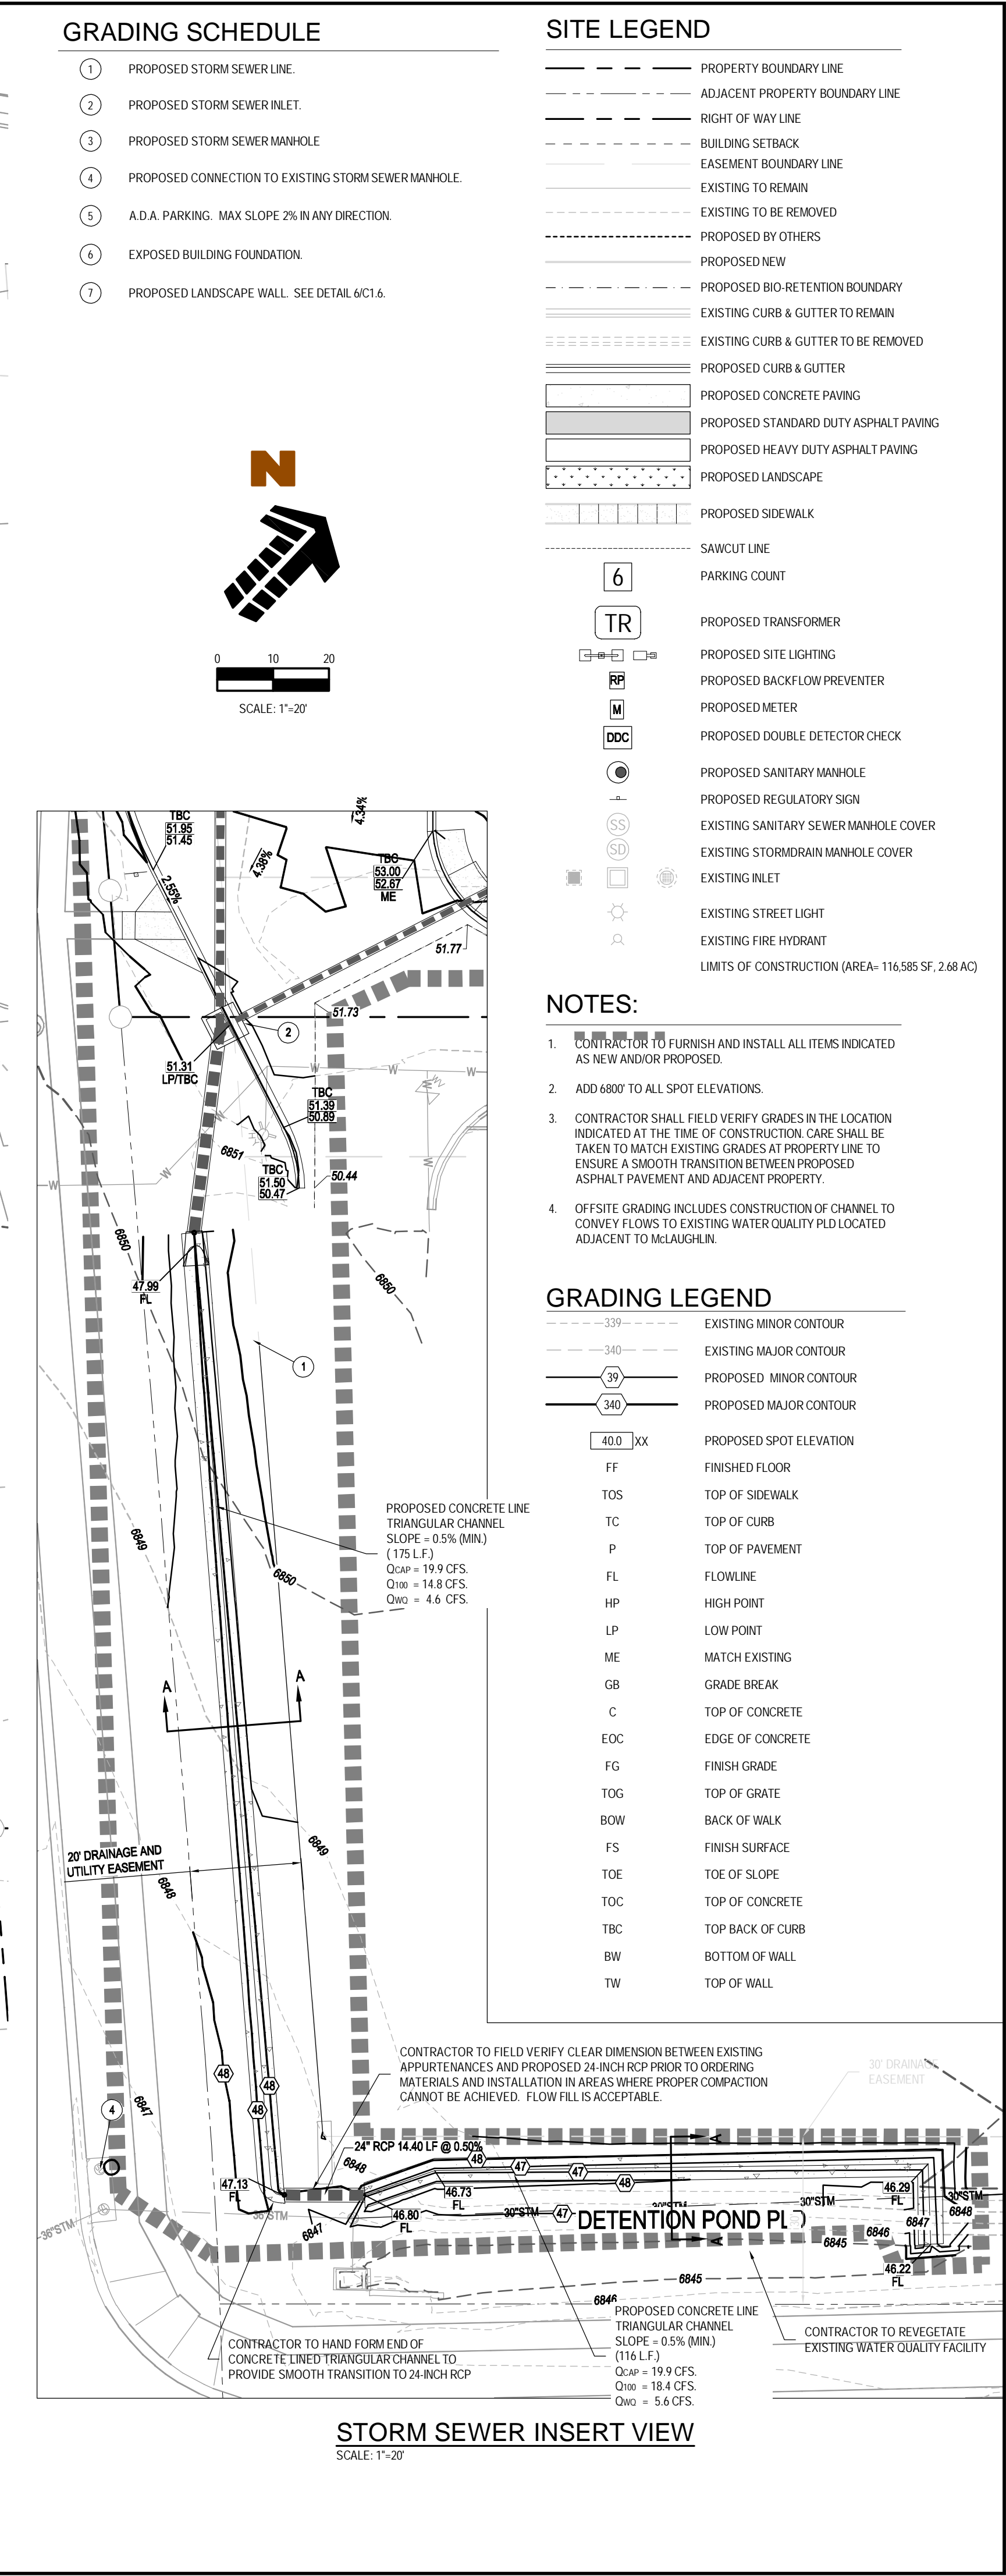 GRADING SCHEDULE
1 PROPOSED STORM SEWER LINE.
2 PROPOSED STORM SEWER INLET.
3 PROPOSED STORM SEWER MANHOLE
4 PROPOSED CONNECTION TO EXISTING STORM SEWER MANHOLE.
5 A.D.A. PARKING. MAX SLOPE 2% IN ANY DIRECTION.
6 EXPOSED BUILDING FOUNDATION.
7 PROPOSED LANDSCAPE WALL. SEE DETAIL 6/C1.6.
N
0 10 20
SCALE: 1"=20'
SITE LEGEND
PROPERTY BOUNDARY LINE
ADJACENT PROPERTY BOUNDARY LINE
RIGHT OF WAY LINE
BUILDING SETBACK
EASEMENT BOUNDARY LINE
EXISTING TO REMAIN
EXISTING TO BE REMOVED
PROPOSED BY OTHERS
PROPOSED NEW
PROPOSED BIO-RETENTION BOUNDARY
EXISTING CURB & GUTTER TO REMAIN
EXISTING CURB & GUTTER TO BE REMOVED
PROPOSED CURB & GUTTER
PROPOSED CONCRETE PAVING
PROPOSED STANDARD DUTY ASPHALT PAVING
PROPOSED HEAVY DUTY ASPHALT PAVING
PROPOSED LANDSCAPE
PROPOSED SIDEWALK
SAWCUT LINE
6 PARKING COUNT
TR PROPOSED TRANSFORMER
PROPOSED SITE LIGHTING
RP PROPOSED BACKFLOW PREVENTER
M PROPOSED METER
DDC PROPOSED DOUBLE DETECTOR CHECK
PROPOSED SANITARY MANHOLE
PROPOSED REGULATORY SIGN
SS EXISTING SANITARY SEWER MANHOLE COVER
SD EXISTING STORMDRAIN MANHOLE COVER
EXISTING INLET
EXISTING STREET LIGHT
EXISTING FIRE HYDRANT
LIMITS OF CONSTRUCTION (AREA= 116,585 SF, 2.68 AC)
NOTES:
1. CONTRACTOR TO FURNISH AND INSTALL ALL ITEMS INDICATED
AS NEW AND/OR PROPOSED.
2. ADD 6800' TO ALL SPOT ELEVATIONS.
3. CONTRACTOR SHALL FIELD VERIFY GRADES IN THE LOCATION
INDICATED AT THE TIME OF CONSTRUCTION. CARE SHALL BE
TAKEN TO MATCH EXISTING GRADES AT PROPERTY LINE TO
ENSURE A SMOOTH TRANSITION BETWEEN PROPOSED
ASPHALT PAVEMENT AND ADJACENT PROPERTY.
4. OFFSITE GRADING INCLUDES CONSTRUCTION OF CHANNEL TO
CONVEY FLOWS TO EXISTING WATER QUALITY PLD LOCATED
ADJACENT TO McLAUGHLIN.
GRADING LEGEND
339 EXISTING MINOR CONTOUR
340 EXISTING MAJOR CONTOUR
39 PROPOSED MINOR CONTOUR
340 PROPOSED MAJOR CONTOUR
40.0 XX PROPOSED SPOT ELEVATION
FF FINISHED FLOOR
TOS TOP OF SIDEWALK
TC TOP OF CURB
P TOP OF PAVEMENT
FL FLOWLINE
HP HIGH POINT
LP LOW POINT
ME MATCH EXISTING
GB GRADE BREAK
C TOP OF CONCRETE
EOC EDGE OF CONCRETE
FG FINISH GRADE
TOG TOP OF GRATE
BOW BACK OF WALK
FS FINISH SURFACE
TOE TOE OF SLOPE
TOC TOP OF CONCRETE
TBC TOP BACK OF CURB
BW BOTTOM OF WALL
TW TOP OF WALL
TBC
51.95
51.45
2.55%
4.38%
4.34%
TBC
53.00
52.67
ME
51.77
51.73
2
51.31
LP/TBC
W
W
W
TBC
51.39
50.89
6851
TBC
51.50
50.47
50.44
W
W
W
W
6850
6850
47.99
FL
1
PROPOSED CONCRETE LINE
TRIANGULAR CHANNEL
SLOPE = 0.5% (MIN.)
( 175 L.F.)
QCAP = 19.9 CFS.
Q100 = 14.8 CFS.
QWQ = 4.6 CFS.
6849
6850
A
A
20' DRAINAGE AND
UTILITY EASEMENT
6849
6848
CONTRACTOR TO FIELD VERIFY CLEAR DIMENSION BETWEEN EXISTING
APPURTENANCES AND PROPOSED 24-INCH RCP PRIOR TO ORDERING
MATERIALS AND INSTALLATION IN AREAS WHERE PROPER COMPACTION
CANNOT BE ACHIEVED. FLOW FILL IS ACCEPTABLE.
30' DRAINAGE
EASEMENT
48
48
48
4
6847
24" RCP 14.40 LF @ 0.50%
6848
48
47
47
48
A
47.13
FL
36"STM
36"STM
6847
46.73
FL
46.80
FL
30"STM
47
30"STM
DETENTION POND PLD
30"STM
46.29
FL
30"STM
6848
6847
6846
6845
A
46.22
FL
6845
6846
PROPOSED CONCRETE LINE
TRIANGULAR CHANNEL
SLOPE = 0.5% (MIN.)
(116 L.F.)
QCAP = 19.9 CFS.
Q100 = 18.4 CFS.
QWQ = 5.6 CFS.
CONTRACTOR TO REVEGETATE
EXISTING WATER QUALITY FACILITY
CONTRACTOR TO HAND FORM END OF
CONCRETE LINED TRIANGULAR CHANNEL TO
PROVIDE SMOOTH TRANSITION TO 24-INCH RCP
STORM SEWER INSERT VIEW
SCALE: 1"=20'